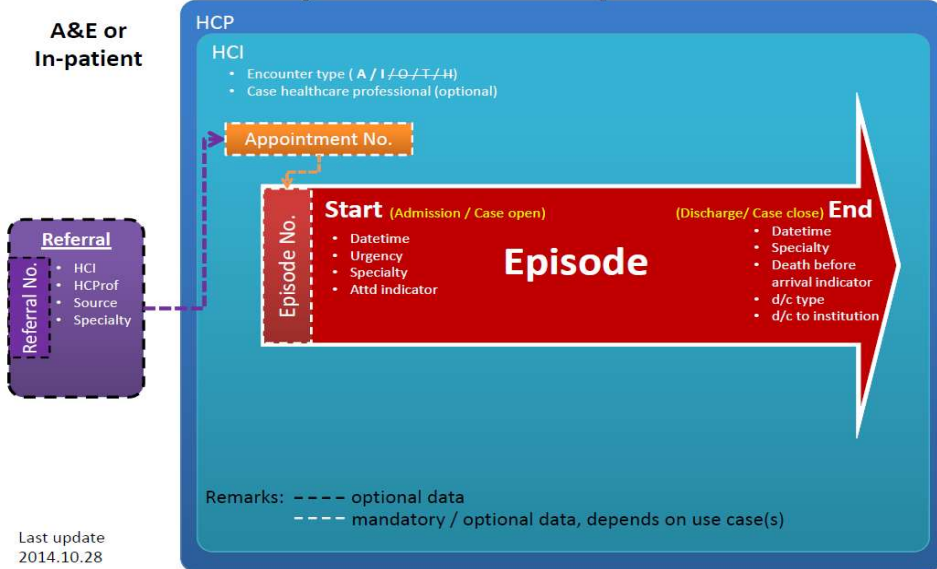 A&E or
In-patient
HCP
HCI
• Encounter type ( A / I / O / T / H)
• Case healthcare professional (optional)
Appointment No.
Referral
Referral No.
• HCI
• HCProf
• Source
• Specialty
Episode No.
Start (Admission / Case open)
• Datetime
• Urgency
• Specialty
• Attd indicator
Episode
(Discharge/ Case close) End
• Datetime
• Specialty
• Death before
arrival indicator
• d/c type
• d/c to institution
Remarks: ---- optional data
---- mandatory / optional data, depends on use case(s)
Last update
2014.10.28